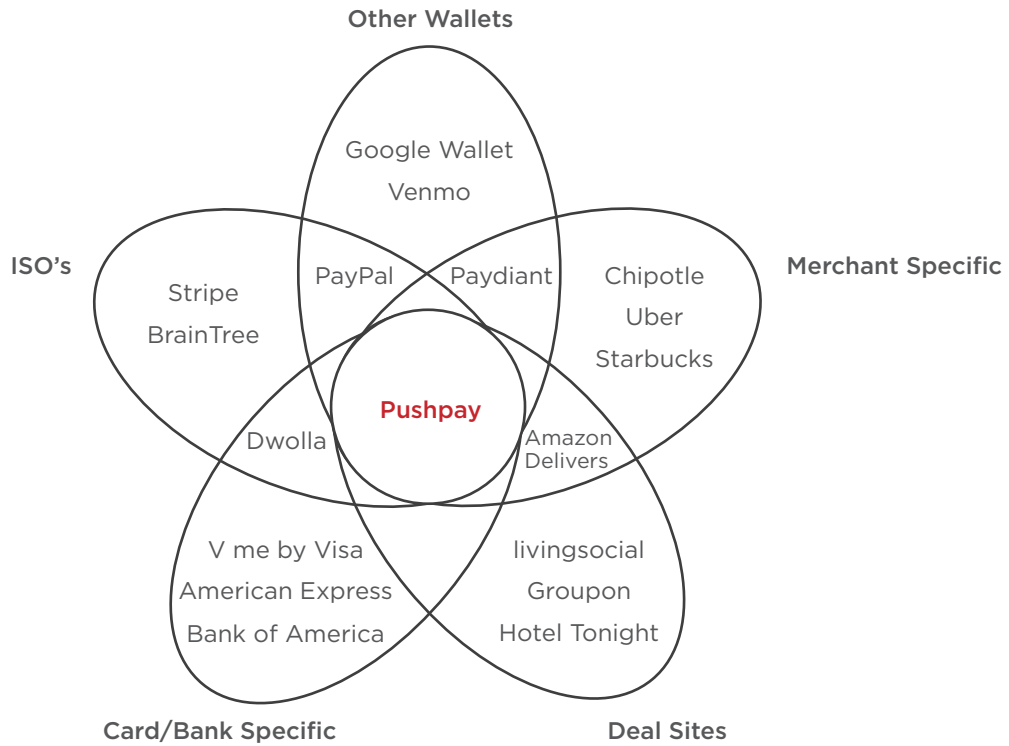 Other Wallets
Google Wallet
Venmo
ISO's
Merchant Specific
PayPal
Paydiant
Chipotle
Uber
Starbucks
Stripe
BrainTree
Pushpay
Dwolla
Amazon
Delivers
V me by Visa
American Express
Bank of America
livingsocial
Groupon
Hotel Tonight
Card/Bank Specific
Deal Sites